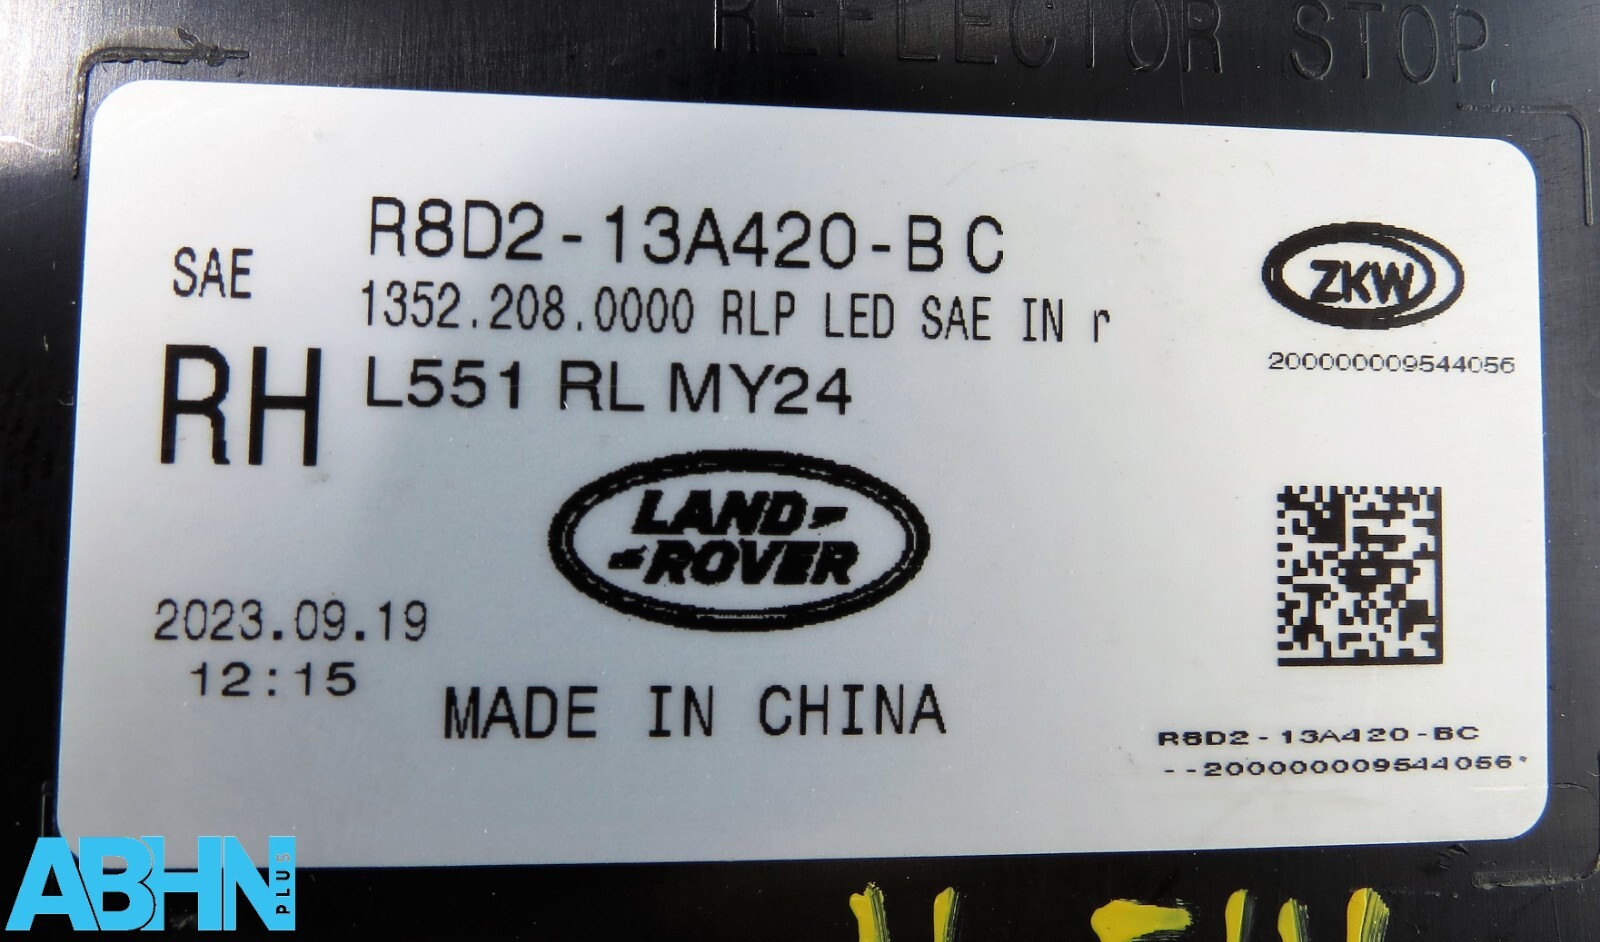 REFLECTOR STOP
R8D2-13A420-BC
SAE
1352.208.0000 RLP LED SAE IN r
RH
L551 RL MY24
ZKW
200000009544056
LAND
ROVER
2023.09.19
12:15
MADE IN CHINA
R8D2-13A420-BC
--200000009544056*
ABHN
PLUS